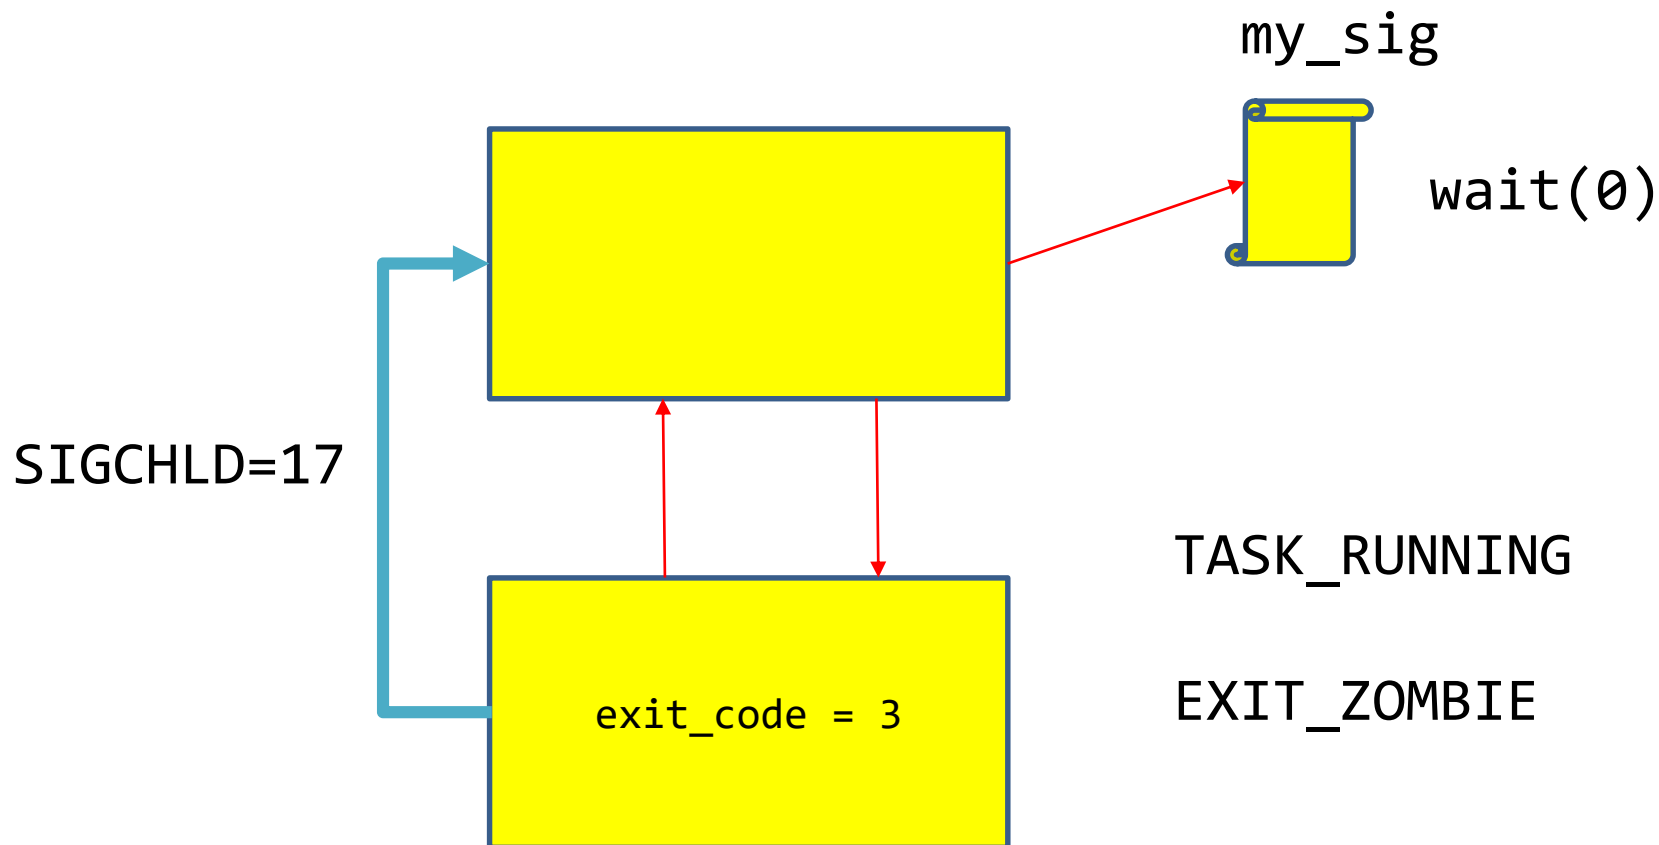 my_sig
wait(0)
SIGCHLD=17
TASK_RUNNING
EXIT_ZOMBIE
exit_code = 3